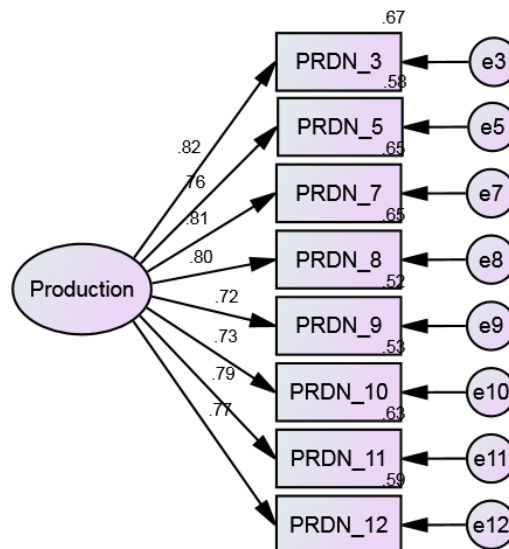 .67
PRDN_3 e3
.58
PRDN_5 e5
.82
.65
.76
PRDN_7 e7
.81
.65
.80
PRDN_8 e8
.52
Production
.72
PRDN_9 e9
.73
.53
.79
PRDN_10 e10
.77
.63
PRDN_11 e11
.59
PRDN_12 e12